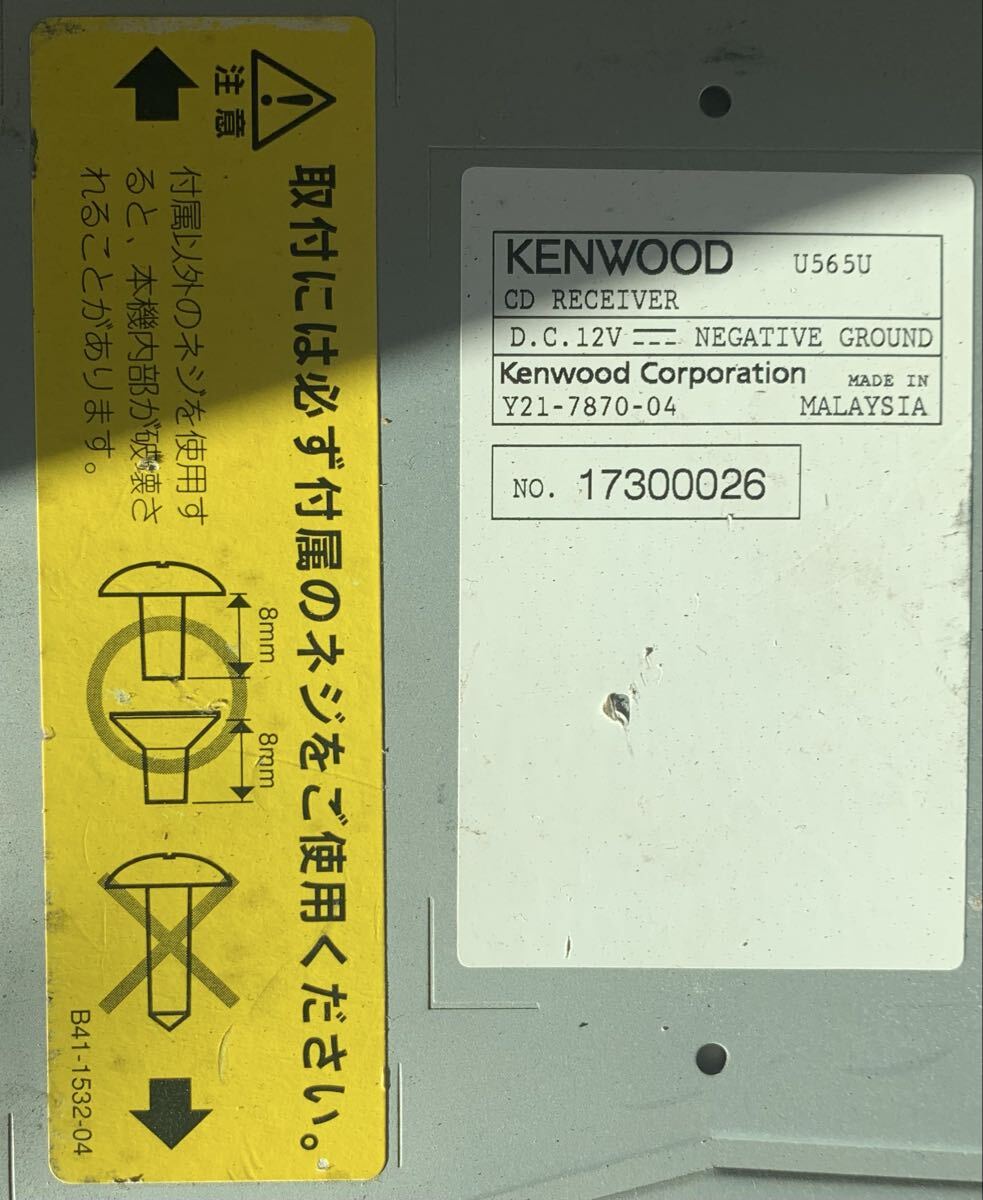 注意
取付には必ず付属のネジをご使用ください。
付属以外のネジを使用す
ると、本機内部が破壊さ
れることがあります。
8mm
8mm
B41-1532-04
KENWOOD U565U
CD RECEIVER
D.C.12V NEGATIVE GROUND
Kenwood Corporation MADE IN
Y21-7870-04 MALAYSIA
NO. 17300026